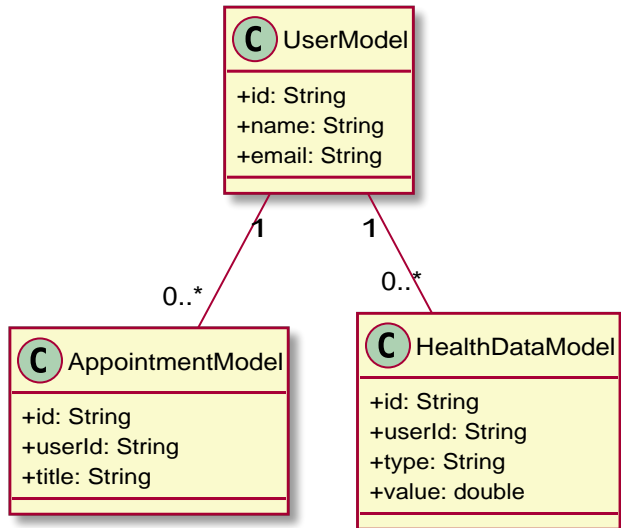 C UserModel
+id: String
+name: String
+email: String
1 1
0..* 0..*
C AppointmentModel
+id: String
+userId: String
+title: String
C HealthDataModel
+id: String
+userId: String
+type: String
+value: double